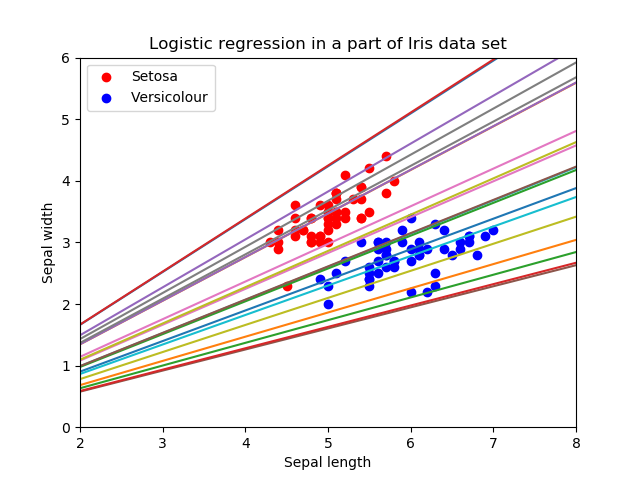 Logistic regression in a part of Iris data set
Setosa
Versicolour
6
5
4
3
2
1
0
Sepal width
2 3 4 5 6 7 8
Sepal length